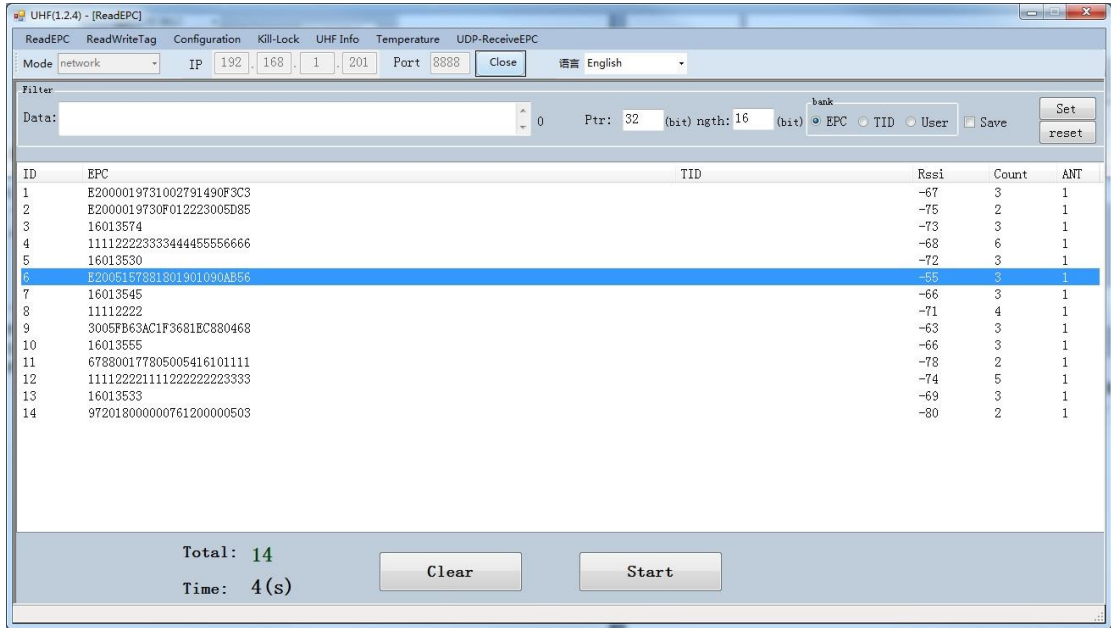 UHF(1.2.4) - [ReadEPC]
ReadEPC ReadWriteTag Configuration Kill-Lock UHF Info Temperature UDP-ReceiveEPC
Mode network IP 192 . 168 . 1 . 201 Port 8888 Close 语言 English
Filter
bank
Data: 0 Ptr: 32 (bit) ngth: 16 (bit) EPC TID User Save Set
reset
ID EPC TID Rssi Count ANT
1 E2000019731002791490F3C3 -67 3 1
2 E2000019730F012223005D85 -75 2 1
3 16013574 -73 3 1
4 111122223333444455556666 -68 6 1
5 16013530 -72 3 1
6 E2005157881801901090AB56 -55 3 1
7 16013545 -66 3 1
8 11112222 -71 4 1
9 3005FB63AC1F3681EC880468 -63 3 1
10 16013555 -66 3 1
11 678800177805005416101111 -78 2 1
12 111122221111222222223333 -74 5 1
13 16013533 -69 3 1
14 972018000000761200000503 -80 2 1
Total: 14
Clear Start
Time: 4(s)